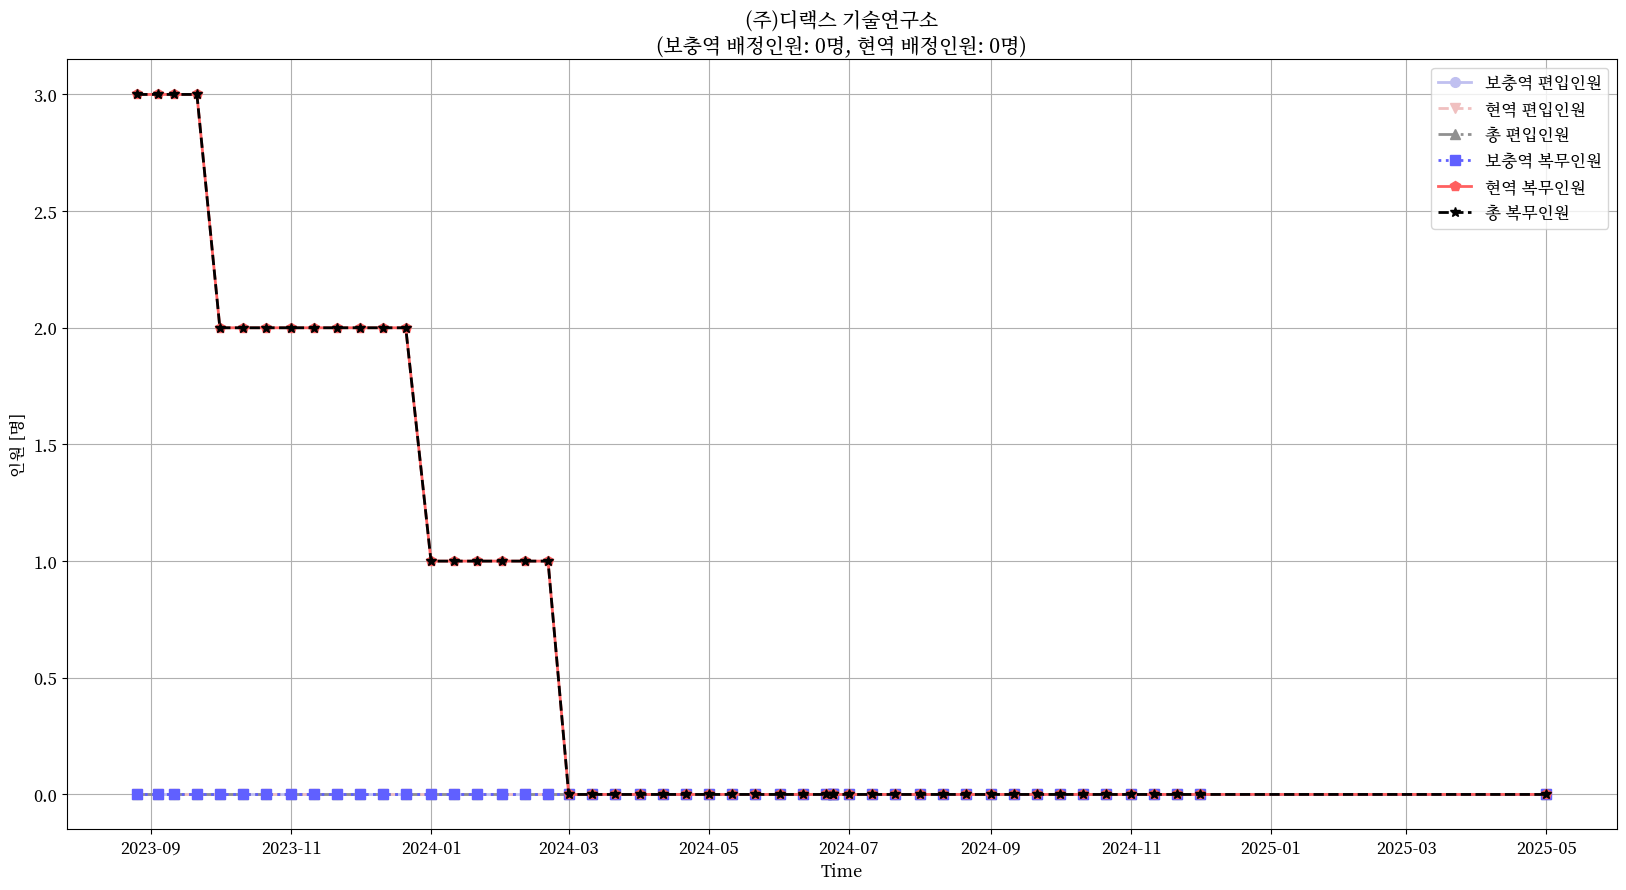 (주)디랙스 기술연구소
(보충역 배정인원: 0명, 현역 배정인원: 0명)
보충역 편입인원
현역 편입인원
총 편입인원
보충역 복무인원
현역 복무인원
총 복무인원
인원 [명]
3.0
2.5
2.0
1.5
1.0
0.5
0.0
2023-09
2023-11
2024-01
2024-03
2024-05
2024-07
2024-09
2024-11
2025-01
2025-03
2025-05
Time